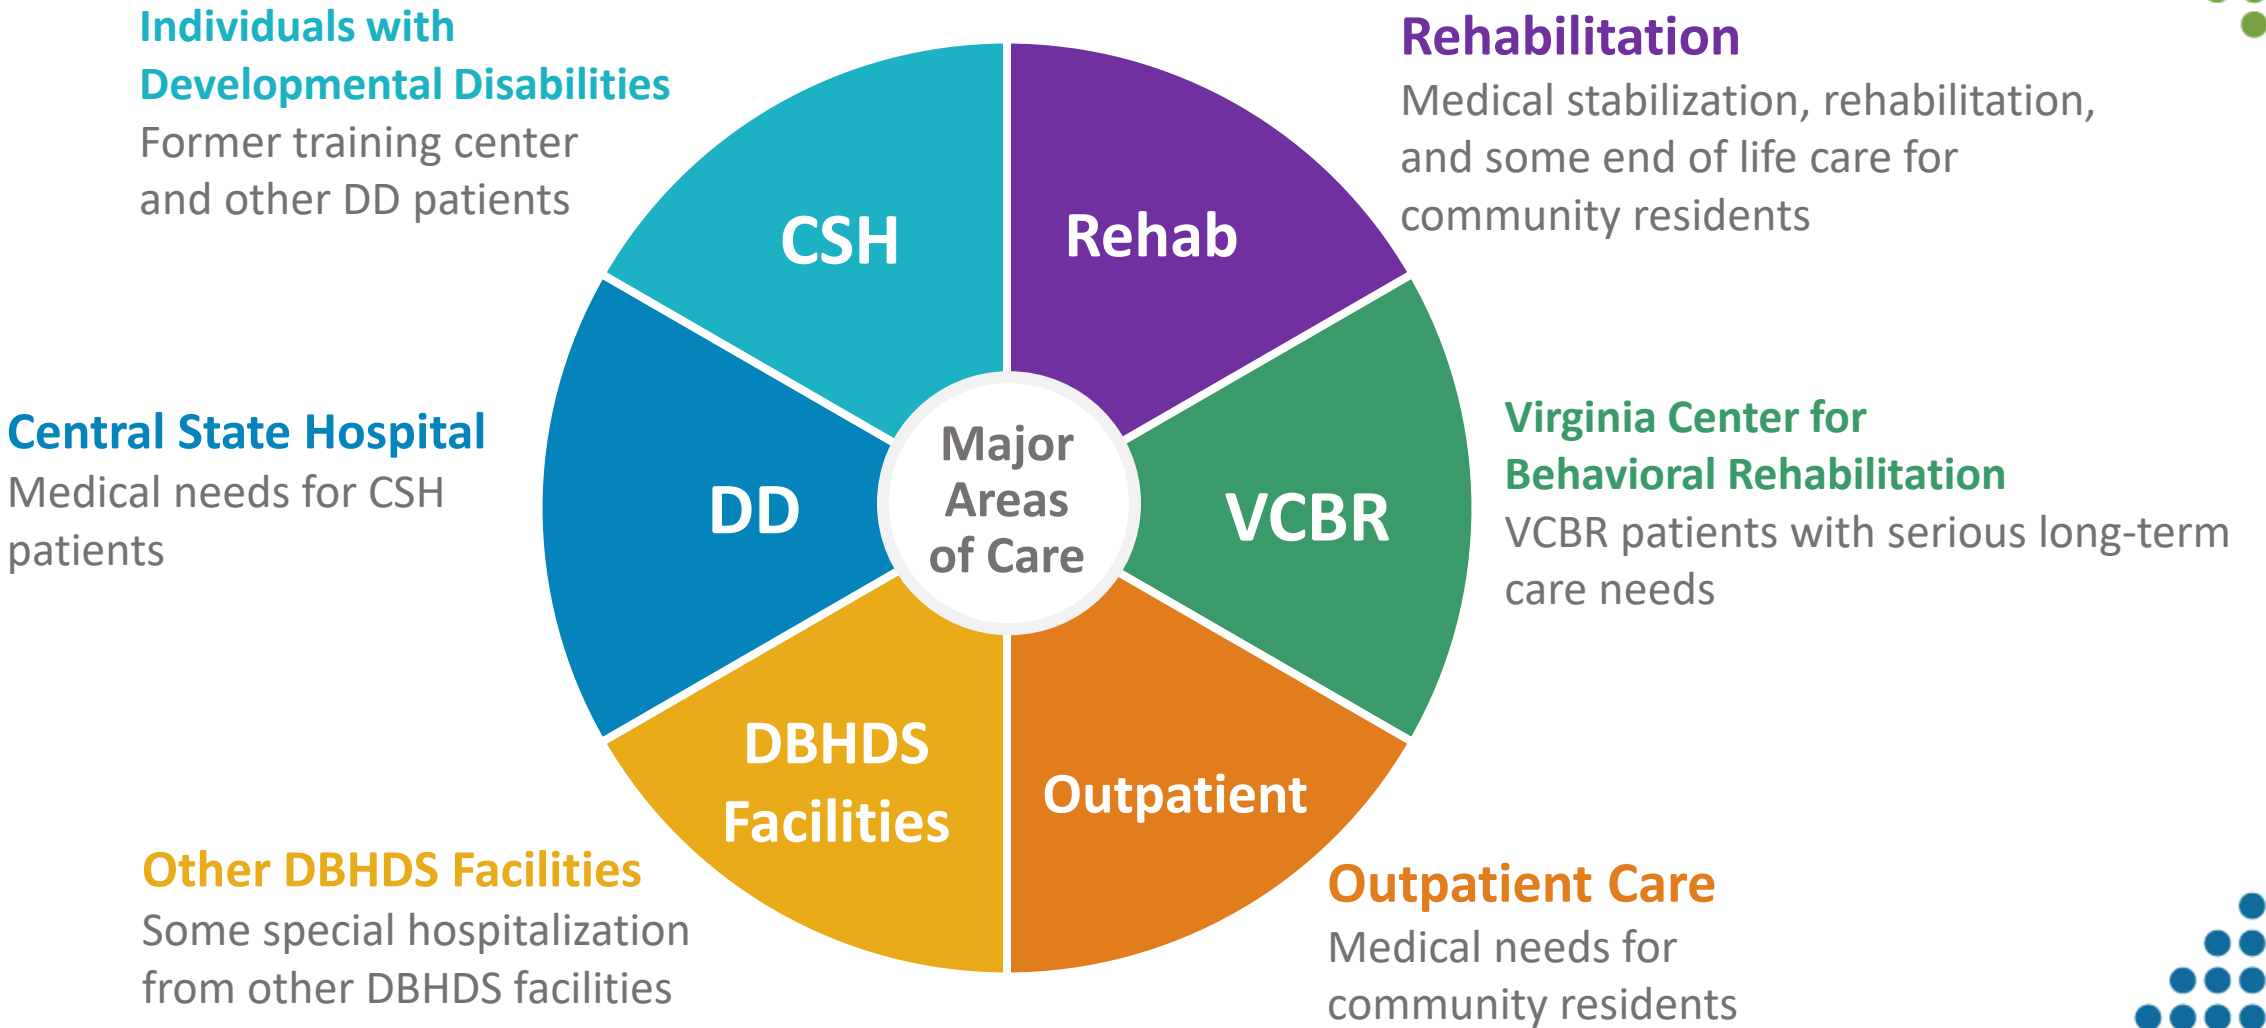 Individuals with
Developmental Disabilities
Former training center
and other DD patients
Rehabilitation
Medical stabilization, rehabilitation,
and some end of life care for
community residents
CSH
Rehab
Central State Hospital
Medical needs for CSH
patients
DD
Major
Areas
of Care
VCBR
Virginia Center for
Behavioral Rehabilitation
VCBR patients with serious long-term
care needs
DBHDS
Facilities
Outpatient
Other DBHDS Facilities
Some special hospitalization
from other DBHDS facilities
Outpatient Care
Medical needs for
community residents